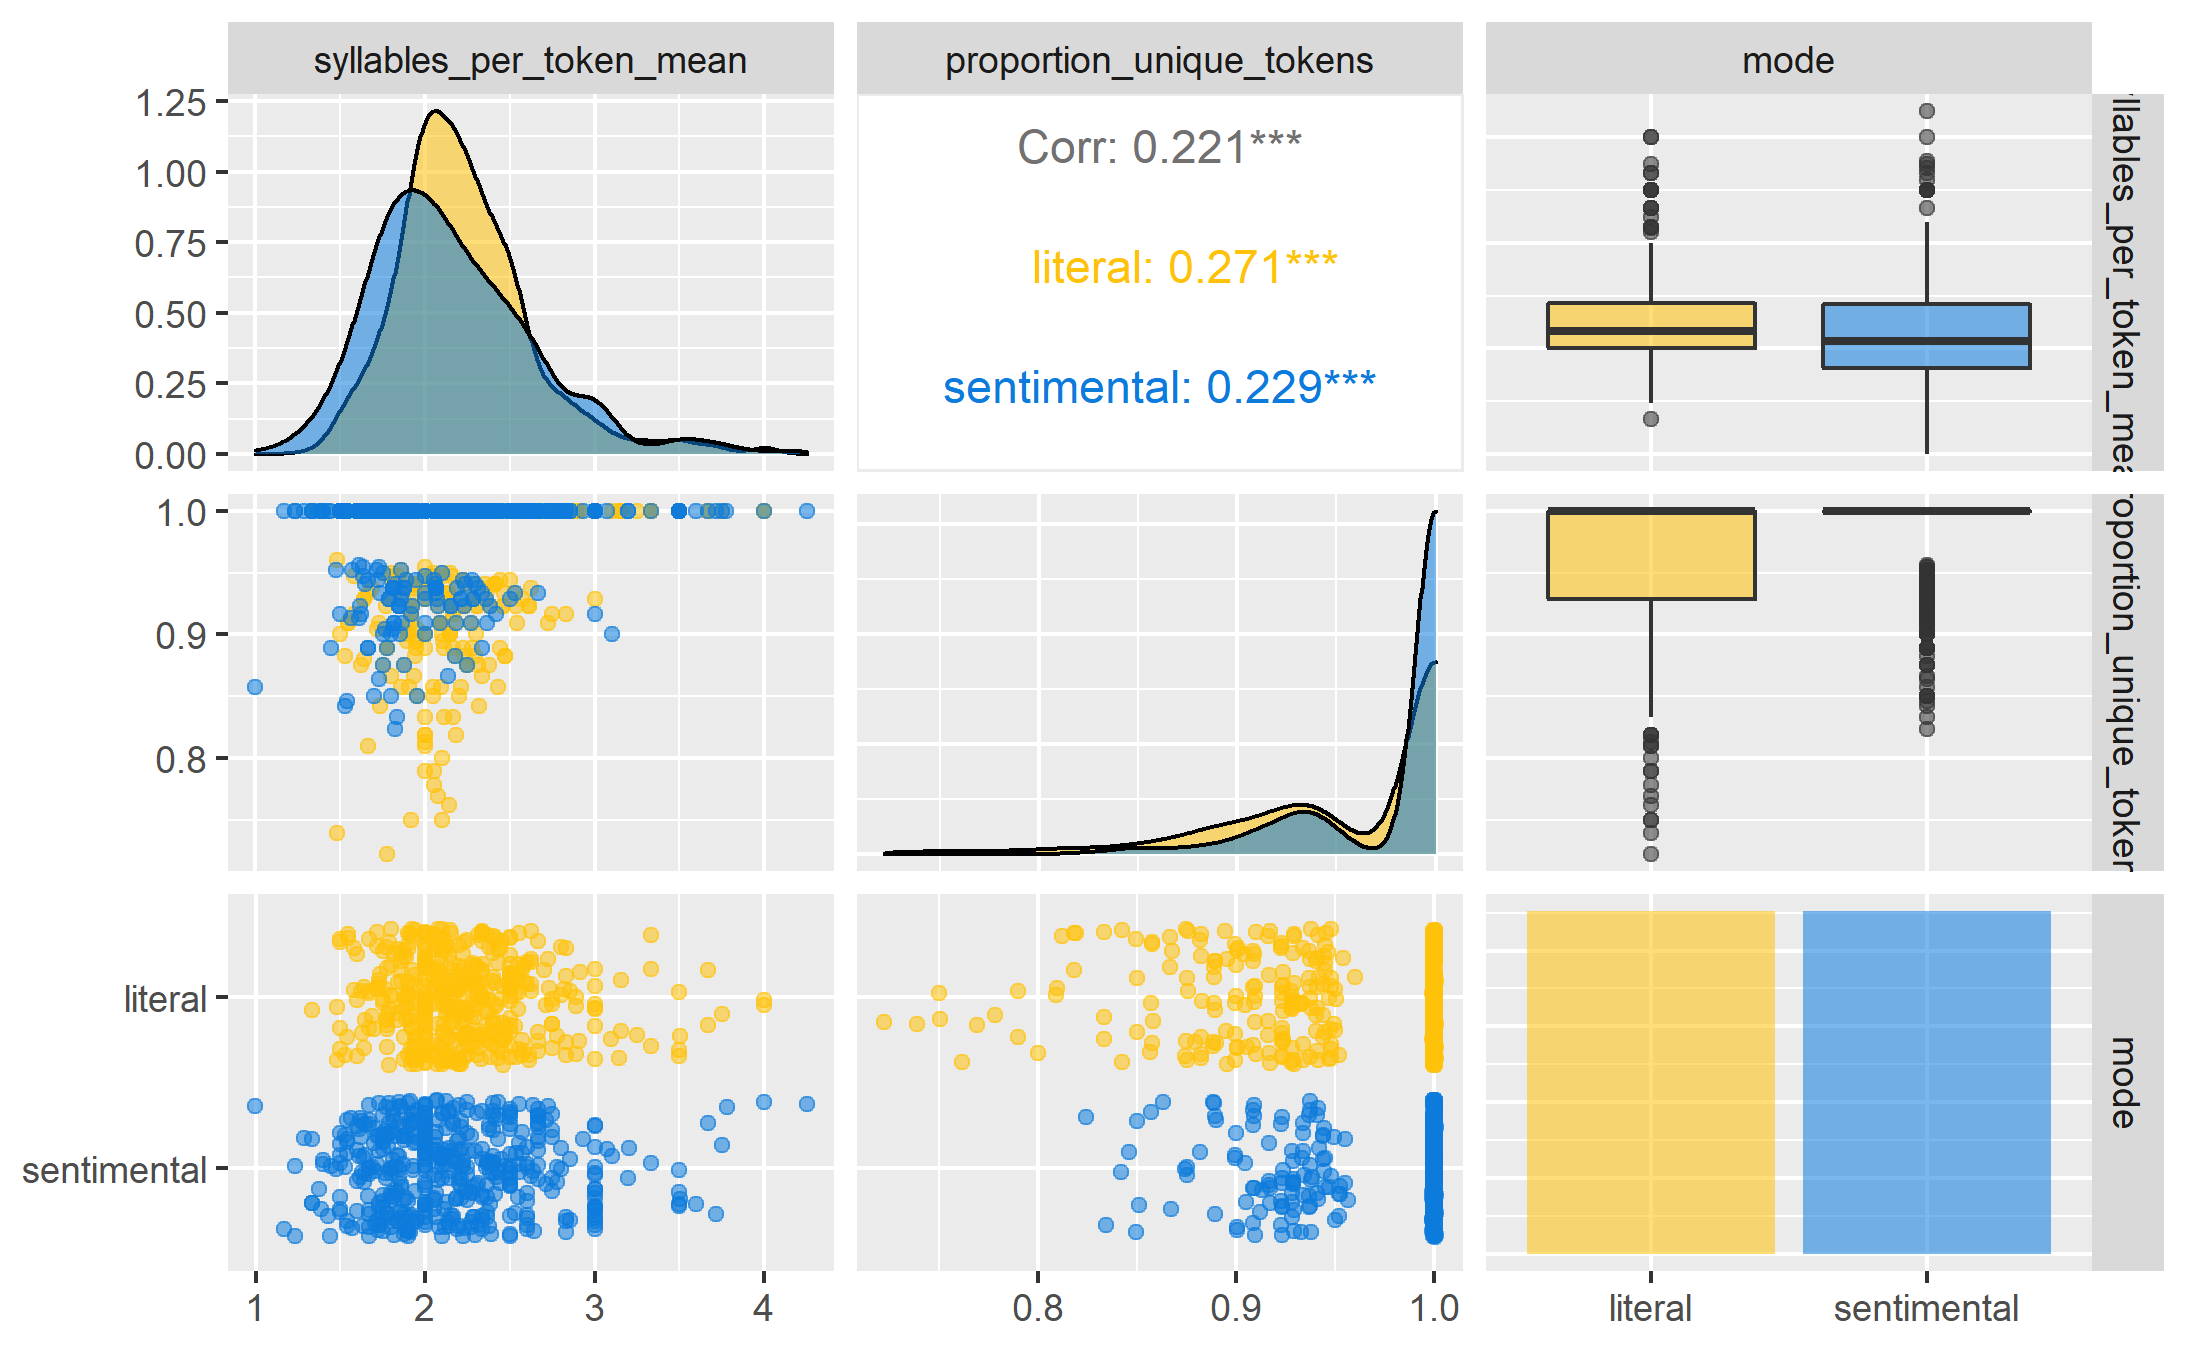 syllables_per_token_mean
proportion_unique_tokens
mode
1.25
1.00
0.75
0.50
0.25
0.00
Corr: 0.221***
literal: 0.271***
sentimental: 0.229***
yllables_per_token_mea
1.0
0.9
0.8
roportion_unique_token
literal
sentimental
mode
1
2
3
4
0.8
0.9
1.0
literal
sentimental